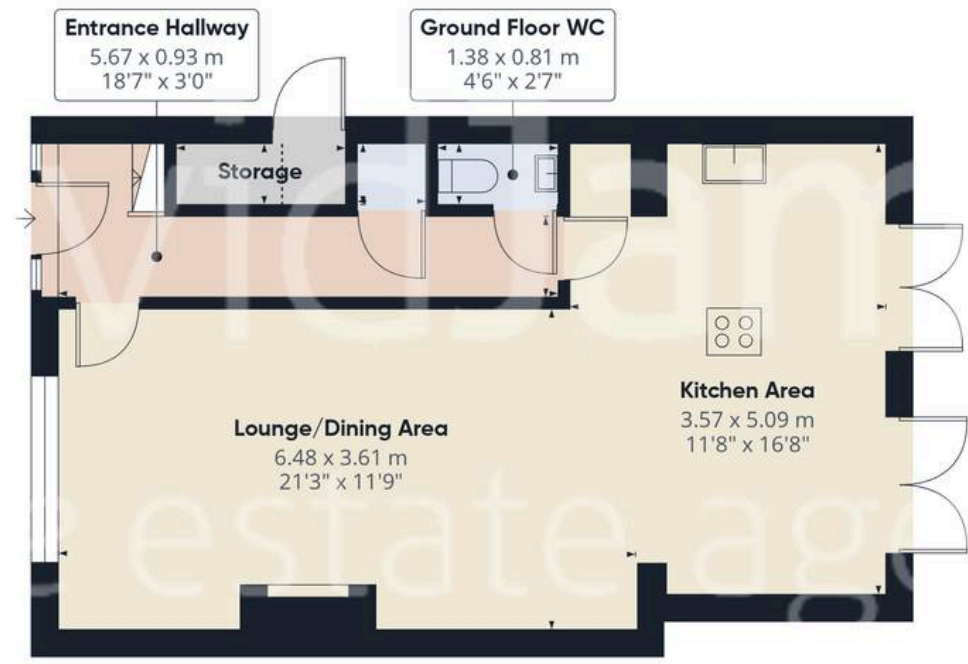 Entrance Hallway
5.67 x 0.93 m
18'7" x 3'0"
Ground Floor WC
1.38 x 0.81 m
4'6" x 2'7"
Storage
Kitchen Area
3.57 x 5.09 m
11'8" x 16'8"
Lounge/Dining Area
6.48 x 3.61 m
21'3" x 11'9"
vidjam
e estate age